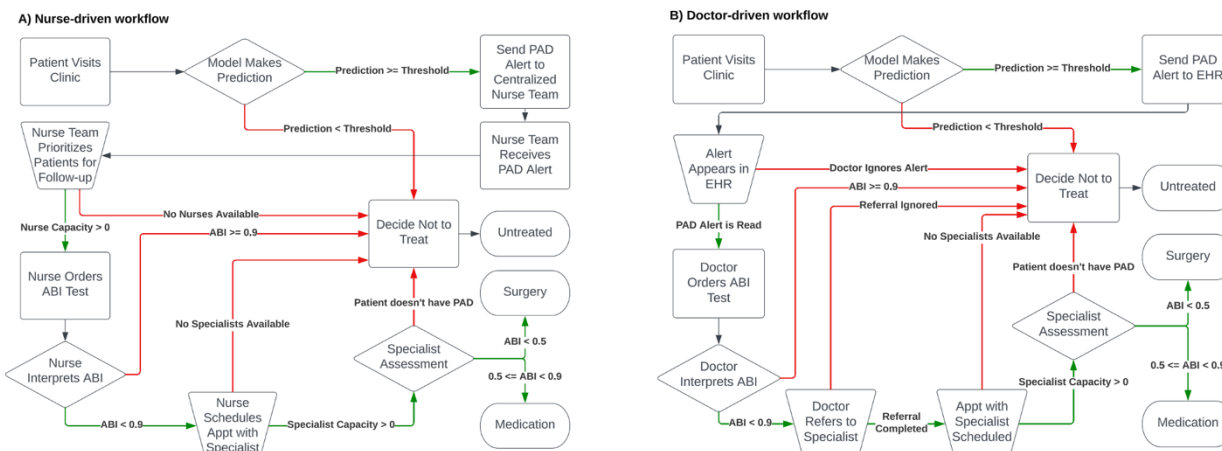 A) Nurse-driven workflow
Patient Visits
Clinic
Model Makes
Prediction
Prediction >= Threshold
Send PAD
Alert to
Centralized
Nurse Team
Prediction < Threshold
Nurse Team
Receives
PAD Alert
Nurse Team
Prioritizes
Patients for
Follow-up
No Nurses Available
Nurse Capacity > 0
ABI >= 0.9
Decide Not to
Treat
Untreated
Nurse Orders
ABI Test
No Specialists Available
Patient doesn't have PAD
Surgery
ABI < 0.5
Nurse
Interprets ABI
Specialist
Assessment
0.5 <= ABI < 0.9
ABI < 0.9
Nurse
Schedules
Appt with
Specialist
Specialist Capacity > 0
Medication
B) Doctor-driven workflow
Patient Visits
Clinic
Model Makes
Prediction
Prediction >= Threshold
Send PAD
Alert to EHR
Prediction < Threshold
Alert
Appears in
EHR
Doctor Ignores Alert
ABI >= 0.9
Referral Ignored
Decide Not to
Treat
Untreated
PAD Alert is Read
No Specialists Available
Doctor
Orders ABI
Test
Patient doesn't have PAD
Surgery
ABI < 0.5
Specialist
Assessment
0.5 <= ABI < 0.9
Doctor
Interprets ABI
Specialist Capacity > 0
ABI < 0.9
Doctor
Refers to
Specialist
Referral
Completed
Appt with
Specialist
Scheduled
Medication